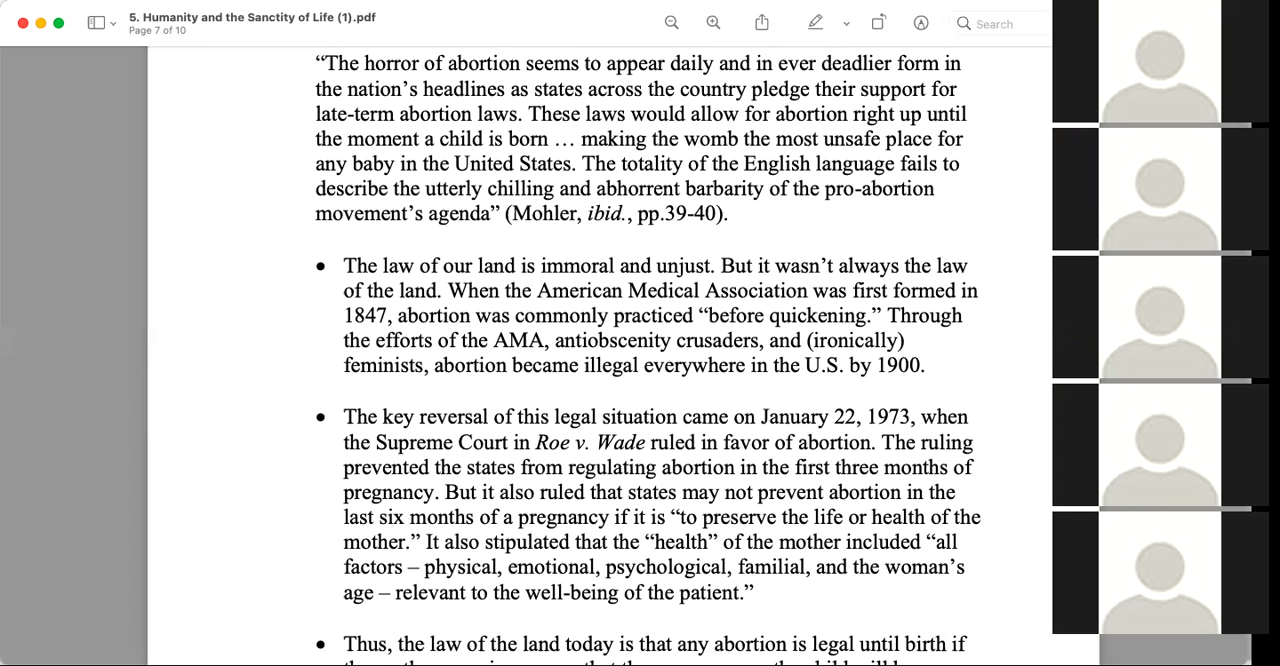 5. Humanity and the Sanctity of Life (1).pdf
Page 7 of 10
Search
“The horror of abortion seems to appear daily and in ever deadlier form in
the nation’s headlines as states across the country pledge their support for
late-term abortion laws. These laws would allow for abortion right up until
the moment a child is born … making the womb the most unsafe place for
any baby in the United States. The totality of the English language fails to
describe the utterly chilling and abhorrent barbarity of the pro-abortion
movement’s agenda” (Mohler, ibid., pp.39-40).
• The law of our land is immoral and unjust. But it wasn’t always the law
of the land. When the American Medical Association was first formed in
1847, abortion was commonly practiced “before quickening.” Through
the efforts of the AMA, antiobscenity crusaders, and (ironically)
feminists, abortion became illegal everywhere in the U.S. by 1900.
• The key reversal of this legal situation came on January 22, 1973, when
the Supreme Court in Roe v. Wade ruled in favor of abortion. The ruling
prevented the states from regulating abortion in the first three months of
pregnancy. But it also ruled that states may not prevent abortion in the
last six months of a pregnancy if it is “to preserve the life or health of the
mother.” It also stipulated that the “health” of the mother included “all
factors – physical, emotional, psychological, familial, and the woman’s
age – relevant to the well-being of the patient.”
• Thus, the law of the land today is that any abortion is legal until birth if